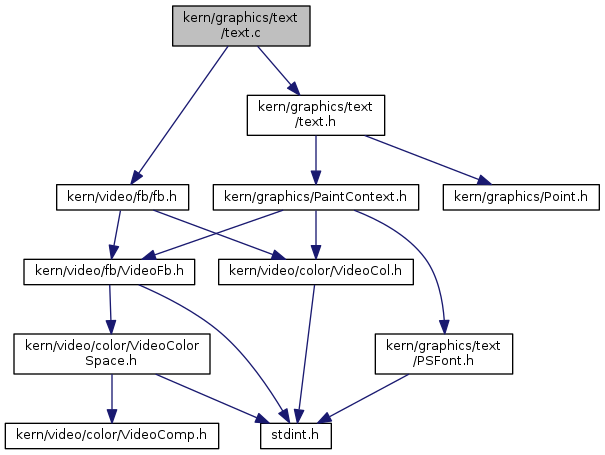 kern/graphics/text
/text.c
kern/graphics/text
/text.h
kern/video/fb/fb.h
kern/graphics/PaintContext.h
kern/graphics/Point.h
kern/video/fb/VideoFb.h
kern/video/color/VideoCol.h
kern/video/color/VideoColor
Space.h
kern/graphics/text
/PSFont.h
kern/video/color/VideoComp.h
stdint.h